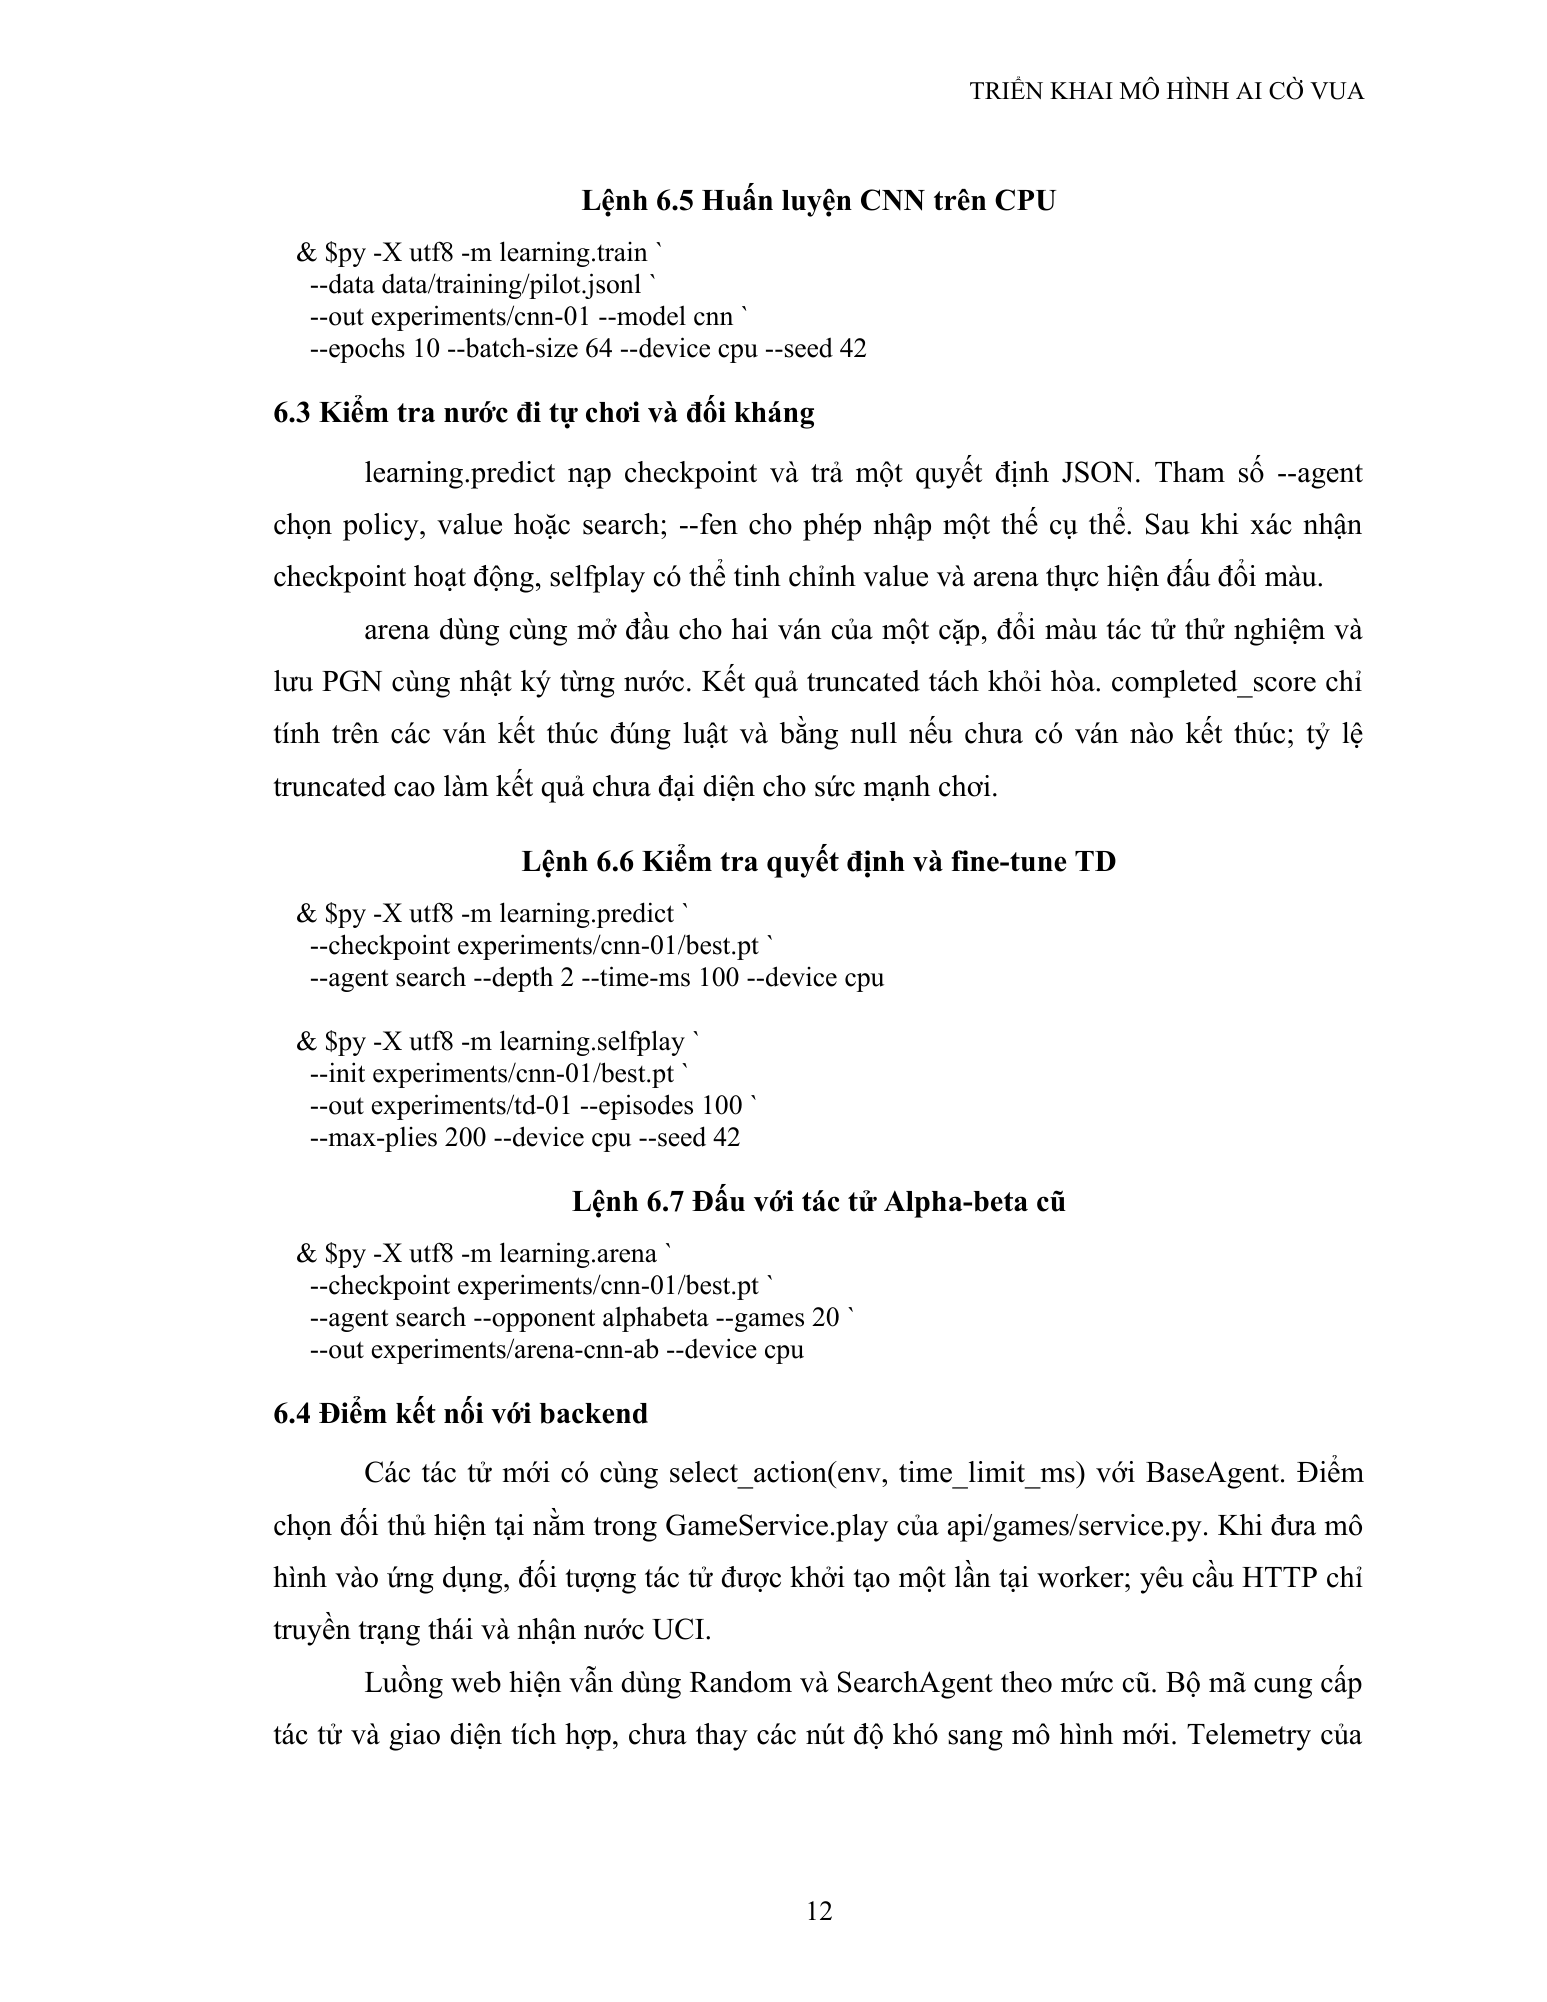 TRIỂN KHAI MÔ HÌNH AI CỜ VUA
Lệnh 6.5 Huấn luyện CNN trên CPU
& $py -X utf8 -m learning.train `
--data data/training/pilot.jsonl `
--out experiments/cnn-01 --model cnn `
--epochs 10 --batch-size 64 --device cpu --seed 42
6.3 Kiểm tra nước đi tự chơi và đối kháng
learning.predict nạp checkpoint và trả một quyết định JSON. Tham số --agent
chọn policy, value hoặc search; --fen cho phép nhập một thế cụ thể. Sau khi xác nhận
checkpoint hoạt động, selfplay có thể tinh chỉnh value và arena thực hiện đấu đổi màu.
arena dùng cùng mở đầu cho hai ván của một cặp, đổi màu tác tử thử nghiệm và
lưu PGN cùng nhật ký từng nước. Kết quả truncated tách khỏi hòa. completed_score chỉ
tính trên các ván kết thúc đúng luật và bằng null nếu chưa có ván nào kết thúc; tỷ lệ
truncated cao làm kết quả chưa đại diện cho sức mạnh chơi.
Lệnh 6.6 Kiểm tra quyết định và fine-tune TD
& $py -X utf8 -m learning.predict `
--checkpoint experiments/cnn-01/best.pt `
--agent search --depth 2 --time-ms 100 --device cpu
& $py -X utf8 -m learning.selfplay `
--init experiments/cnn-01/best.pt `
--out experiments/td-01 --episodes 100 `
--max-plies 200 --device cpu --seed 42
Lệnh 6.7 Đấu với tác tử Alpha-beta cũ
& $py -X utf8 -m learning.arena `
--checkpoint experiments/cnn-01/best.pt `
--agent search --opponent alphabeta --games 20 `
--out experiments/arena-cnn-ab --device cpu
6.4 Điểm kết nối với backend
Các tác tử mới có cùng select_action(env, time_limit_ms) với BaseAgent. Điểm
chọn đối thủ hiện tại nằm trong GameService.play của api/games/service.py. Khi đưa mô
hình vào ứng dụng, đối tượng tác tử được khởi tạo một lần tại worker; yêu cầu HTTP chỉ
truyền trạng thái và nhận nước UCI.
Luồng web hiện vẫn dùng Random và SearchAgent theo mức cũ. Bộ mã cung cấp
tác tử và giao diện tích hợp, chưa thay các nút độ khó sang mô hình mới. Telemetry của
12